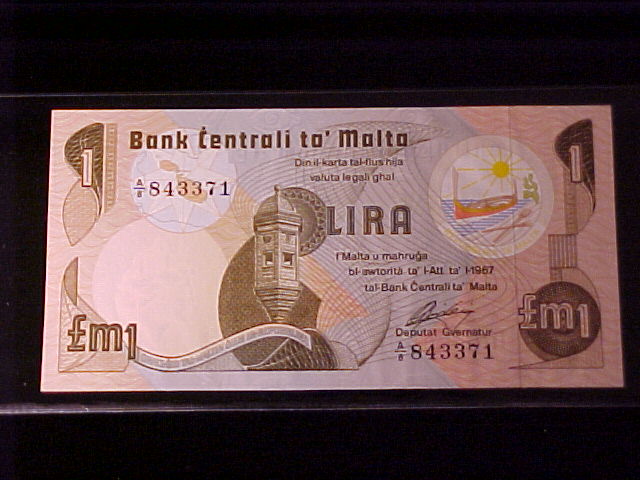 Bank Ċentrali ta' Malta
1
1
Din il-karta tal-flus hija
valuta legali għal
A/8 843371
LIRA
f'Malta u maħruġa
bl-awtorità ta' l-Att ta' l-1967
tal-Bank Ċentrali ta' Malta
Deputat Gvernatur
A/8 843371
£m1
£m1